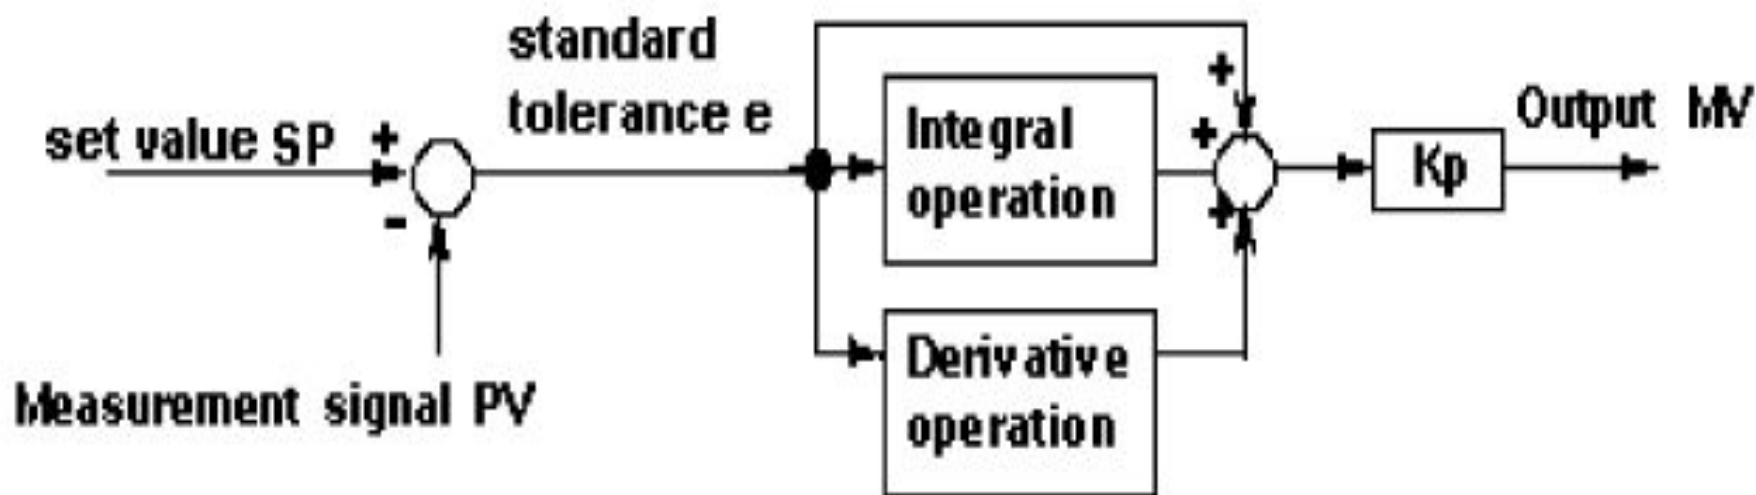 standard
tolerance e
set value SP
+
-
Measurement signal PV
Integral
operation
Derivative
operation
+
+
+
Kp
Output MV